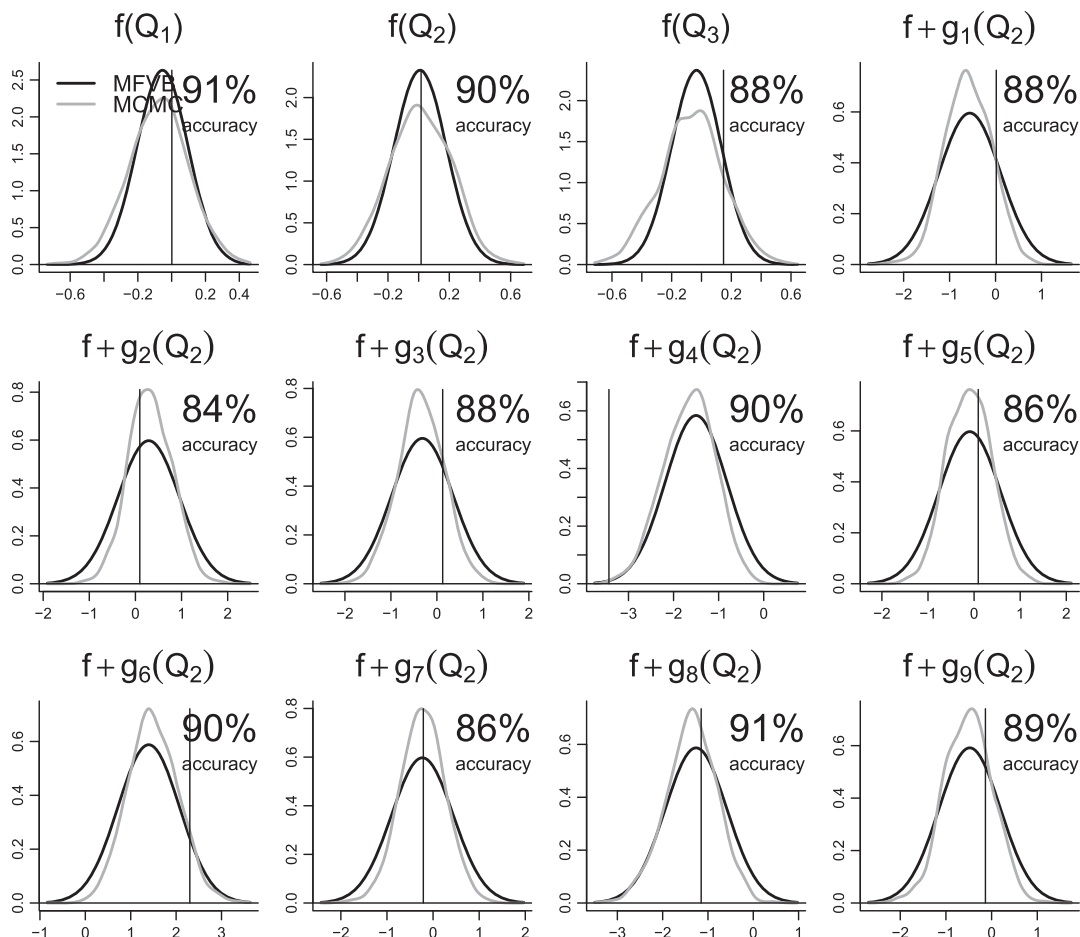 f(Q₁) f(Q₂) f(Q₃) f+g₁(Q₂)
MFVB 91% 90% 88% 88%
MCMC accuracy accuracy accuracy accuracy
0.0 0.5 1.0 1.5 2.0 2.5
−0.6 −0.2 0.2 0.4
0.0 0.5 1.0 1.5 2.0
−0.6 −0.2 0.2 0.6
0.0 0.5 1.0 1.5 2.0
−0.6 −0.2 0.2 0.6
0.0 0.2 0.4 0.6
−2 −1 0 1
f+g₂(Q₂) f+g₃(Q₂) f+g₄(Q₂) f+g₅(Q₂)
84% 88% 90% 86%
accuracy accuracy accuracy accuracy
0.0 0.2 0.4 0.6 0.8
−2 −1 0 1 2
0.0 0.2 0.4 0.6 0.8
−2 −1 0 1 2
0.0 0.2 0.4 0.6
−3 −2 −1 0
0.0 0.2 0.4 0.6
−2 −1 0 1 2
f+g₆(Q₂) f+g₇(Q₂) f+g₈(Q₂) f+g₉(Q₂)
90% 86% 91% 89%
accuracy accuracy accuracy accuracy
0.0 0.2 0.4 0.6
−1 0 1 2 3
0.0 0.2 0.4 0.6 0.8
−2 −1 0 1 2
0.0 0.2 0.4 0.6
−3 −2 −1 0 1
0.0 0.2 0.4 0.6
−2 −1 0 1